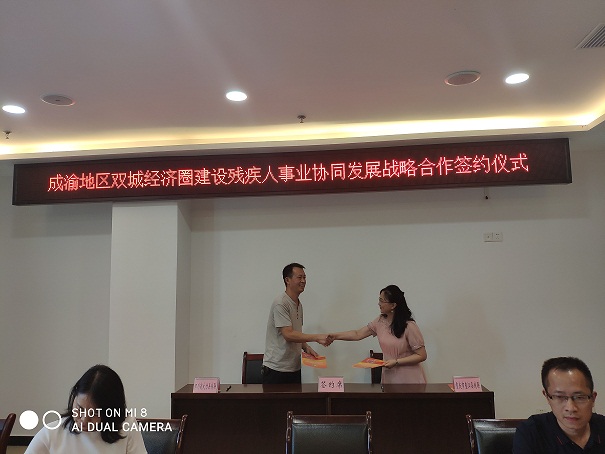 成渝地区双城经济圈建设残疾人事业协同发展战略合作签约仪式
签约席
SHOT ON MI 8
AI DUAL CAMERA